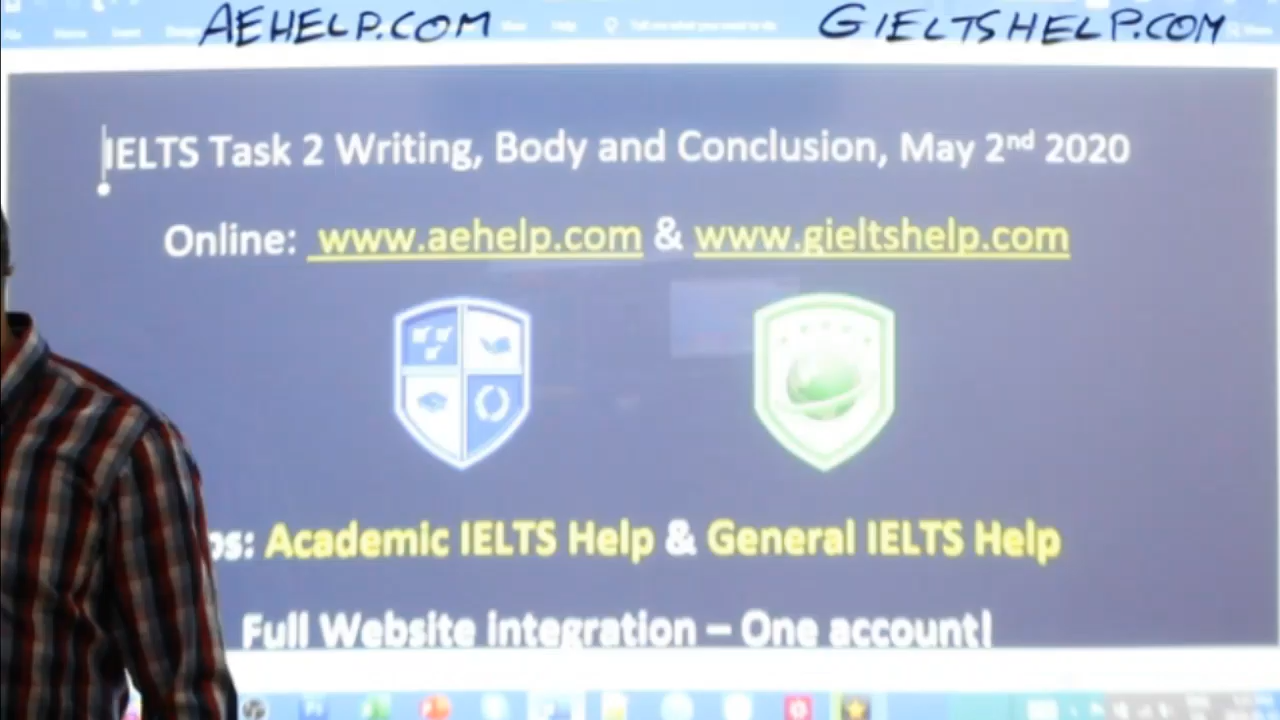 AEHELP.COM GIELTSHELP.COM
IELTS Task 2 Writing, Body and Conclusion, May 2nd 2020
Online: www.aehelp.com & www.gieltshelp.com
ps: Academic IELTS Help & General IELTS Help
Full Website integration – One account!